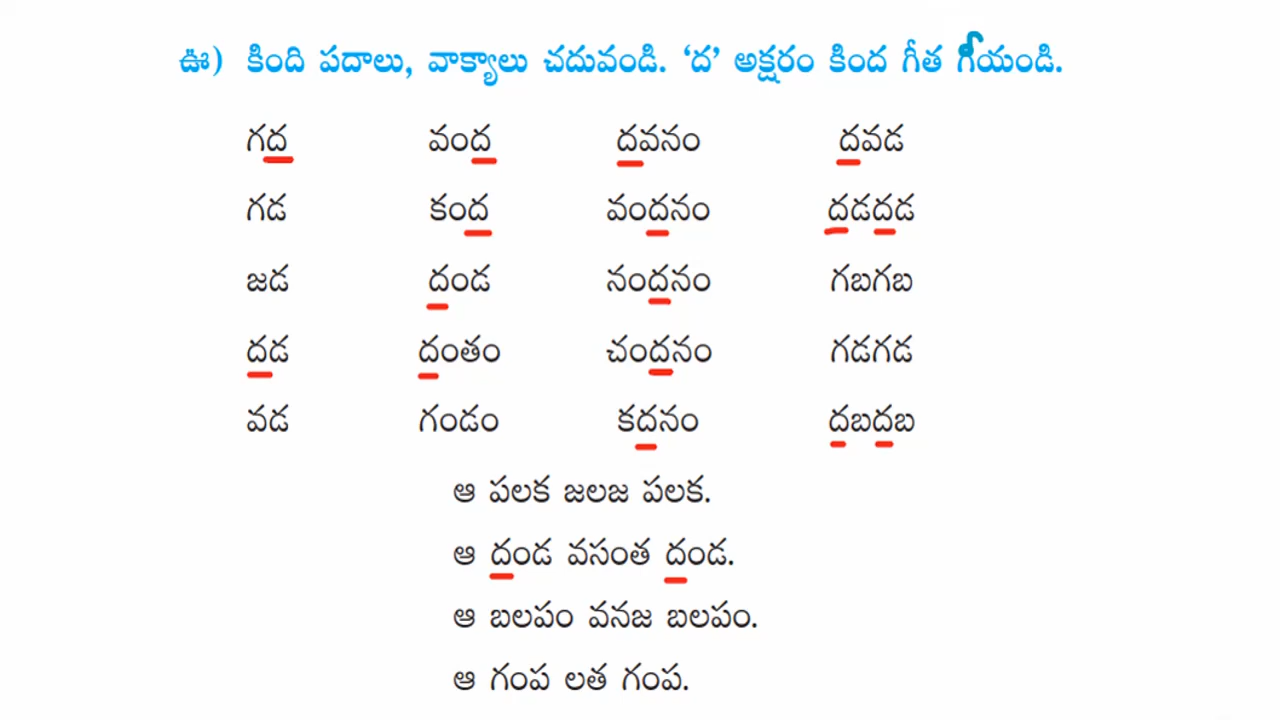 ఊ) కింది పదాలు, వాక్యాలు చదువండి. ‘ద’ అక్షరం కింద గీత గీయండి.
గద వంద దవనం దవడ
గడ కంద వందనం దడదడ
జడ దండ నందనం గబగబ
దడ దంతం చందనం గడగడ
వడ గండం కదనం దబదబ
ఆ పలక జలజ పలక.
ఆ దండ వసంత దండ.
ఆ బలపం వనజ బలపం.
ఆ గంప లత గంప.